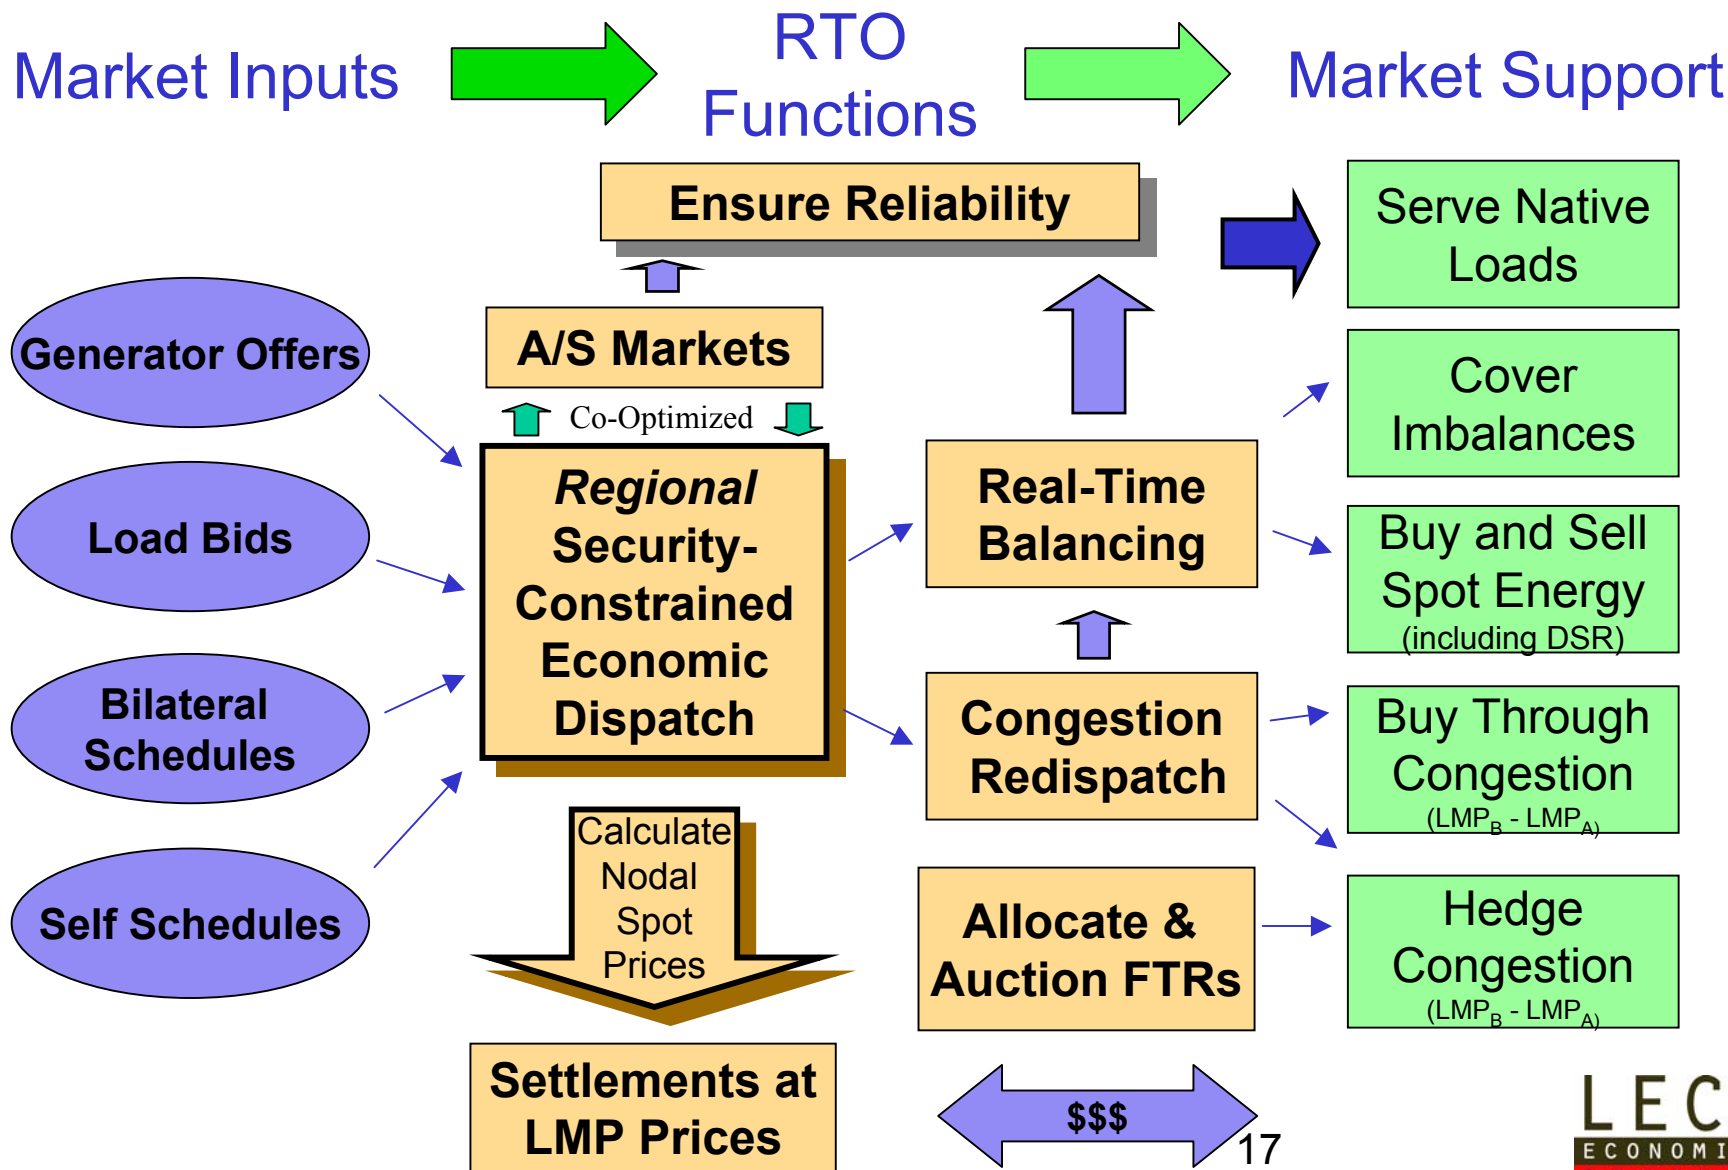 Market Inputs
RTO
Functions
Market Support
Ensure Reliability
Serve Native
Loads
Generator Offers
A/S Markets
Cover
Imbalances
Co-Optimized
Load Bids
Regional
Security-
Constrained
Economic
Dispatch
Real-Time
Balancing
Buy and Sell
Spot Energy
(including DSR)
Bilateral
Schedules
Congestion
Redispatch
Buy Through
Congestion
(LMPB - LMPA)
Self Schedules
Calculate
Nodal
Spot
Prices
Allocate &
Auction FTRs
Hedge
Congestion
(LMPB - LMPA)
Settlements at
LMP Prices
$$$
17
LEC
ECONOMI